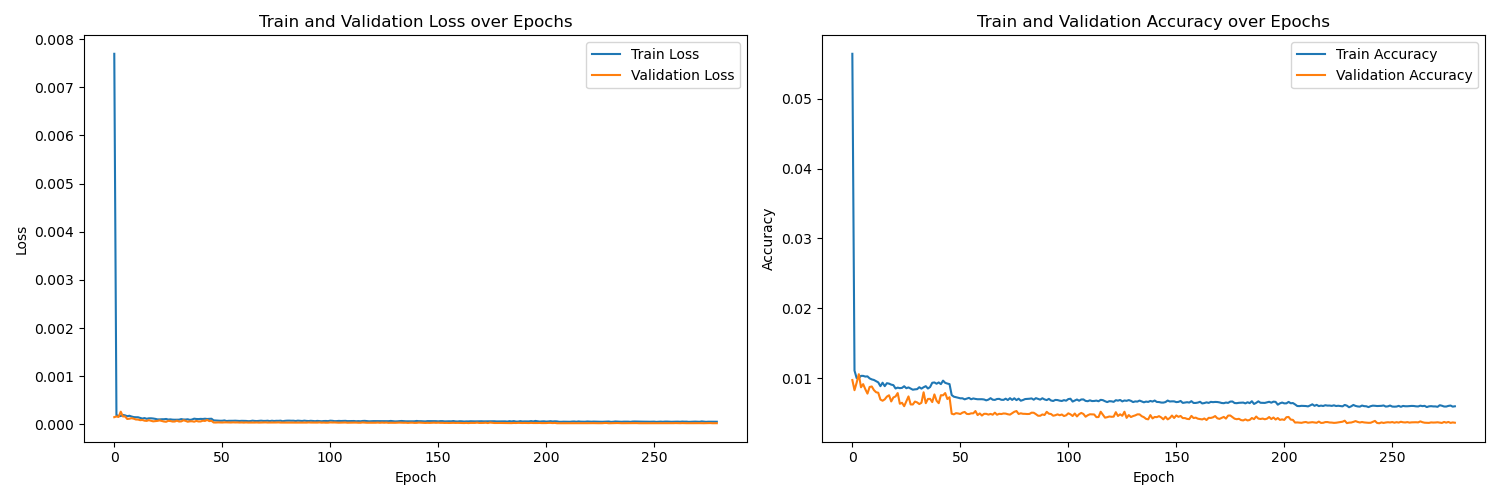 Train and Validation Loss over Epochs
0.008
0.007
0.006
0.005
0.004
0.003
0.002
0.001
0.000
Loss
Train Loss
Validation Loss
0
50
100
150
200
250
Epoch
Train and Validation Accuracy over Epochs
0.05
0.04
0.03
0.02
0.01
Accuracy
Train Accuracy
Validation Accuracy
0
50
100
150
200
250
Epoch